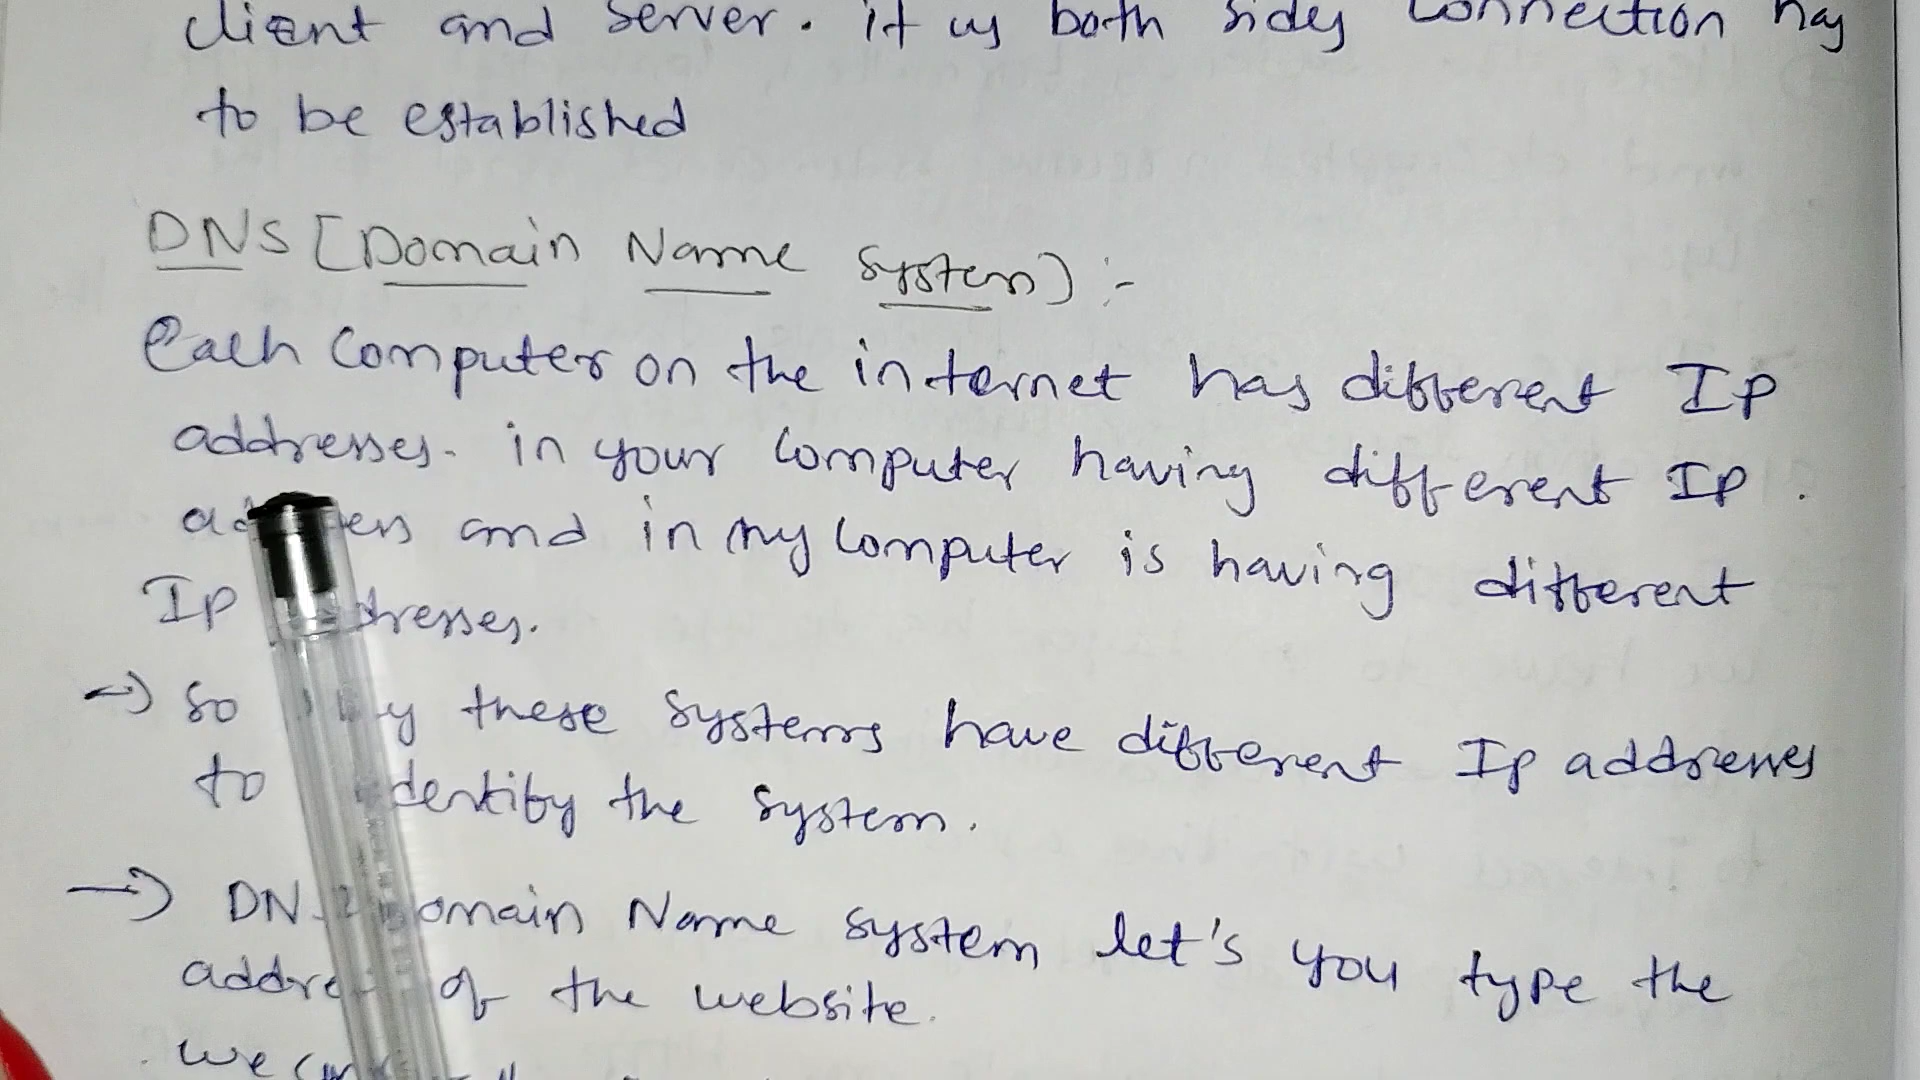 client and server. it is both sides connection has
to be established
DNS [Domain Name System) :-
Each Computer on the internet has different Ip
addresses. in your Computer having different Ip.
and in my Computer is having different
Ip
So these Systems have different Ip addresses
to the System.
Domain Name System let's you type the
of the website.
we